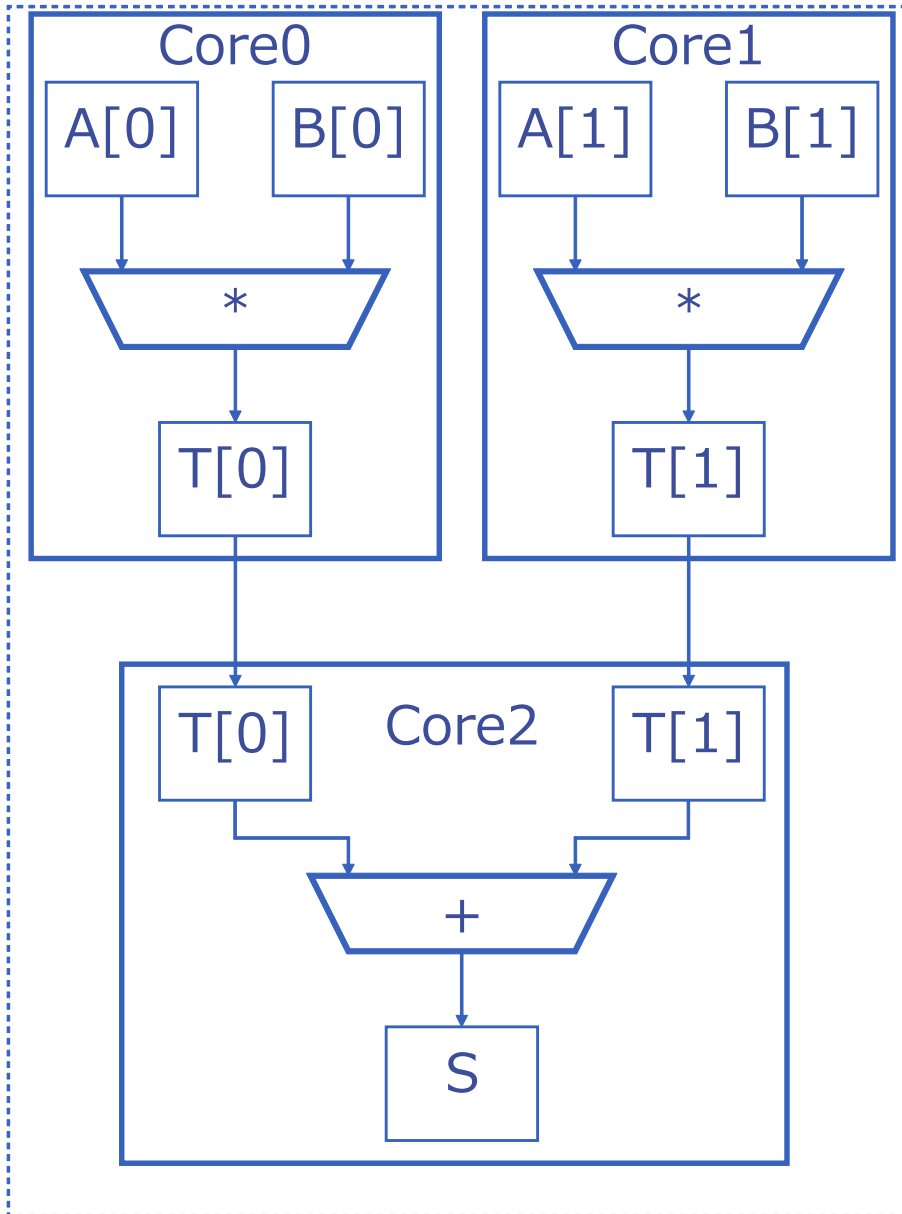 Core0
Core1
A[0]
B[0]
A[1]
B[1]
*
*
T[0]
T[1]
T[0]
Core2
T[1]
+
S